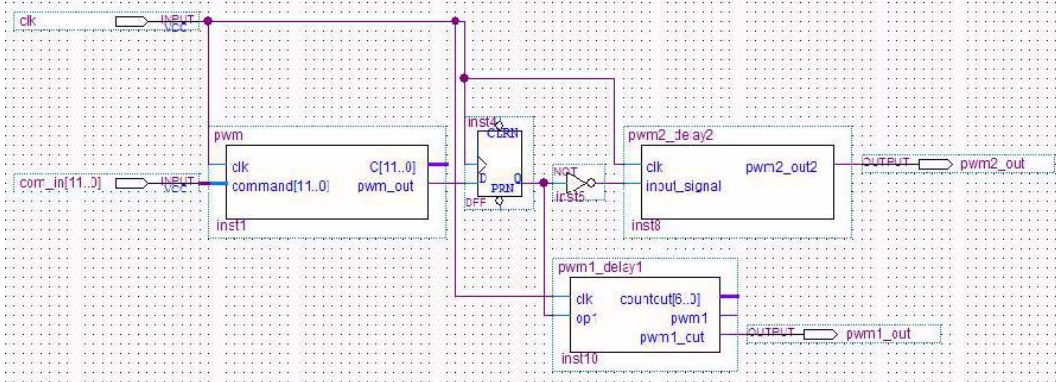 clk
INPUT
VCC
com_in[11..0]
INPUT
VCC
pwm
clk
command[11..0]
C[11..0]
pwm_out
inst1
inst4
CLRN
D
Q
PRN
DFF
NOT
inst5
pwm2_delay2
clk
input_signal
pwm2_out2
inst8
OUTPUT
pwm2_out
pwm1_delay1
clk
op1
countout[6..0]
pwm1
pwm1_out
inst10
OUTPUT
pwm1_out